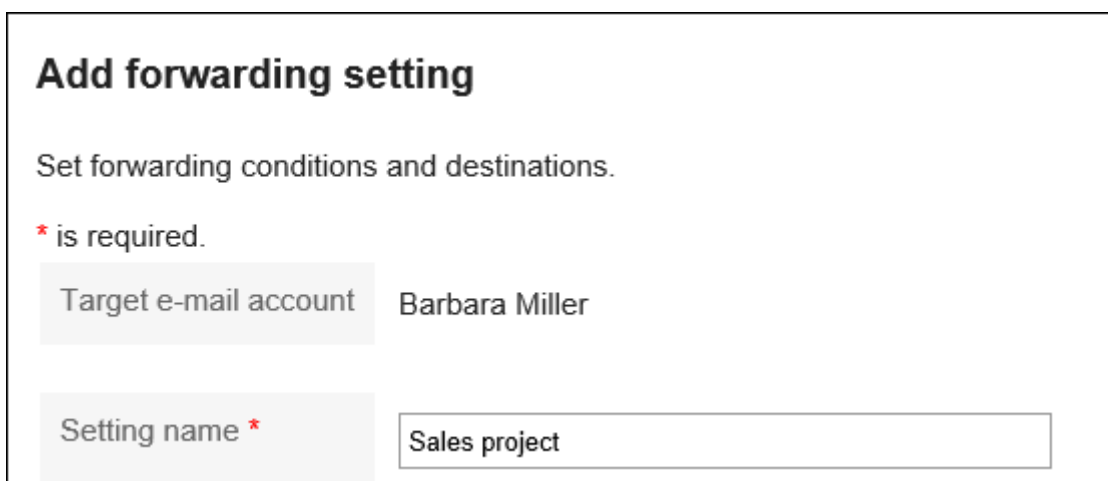 Add forwarding setting
Set forwarding conditions and destinations.
* is required.
Target e-mail account Barbara Miller
Setting name * Sales project